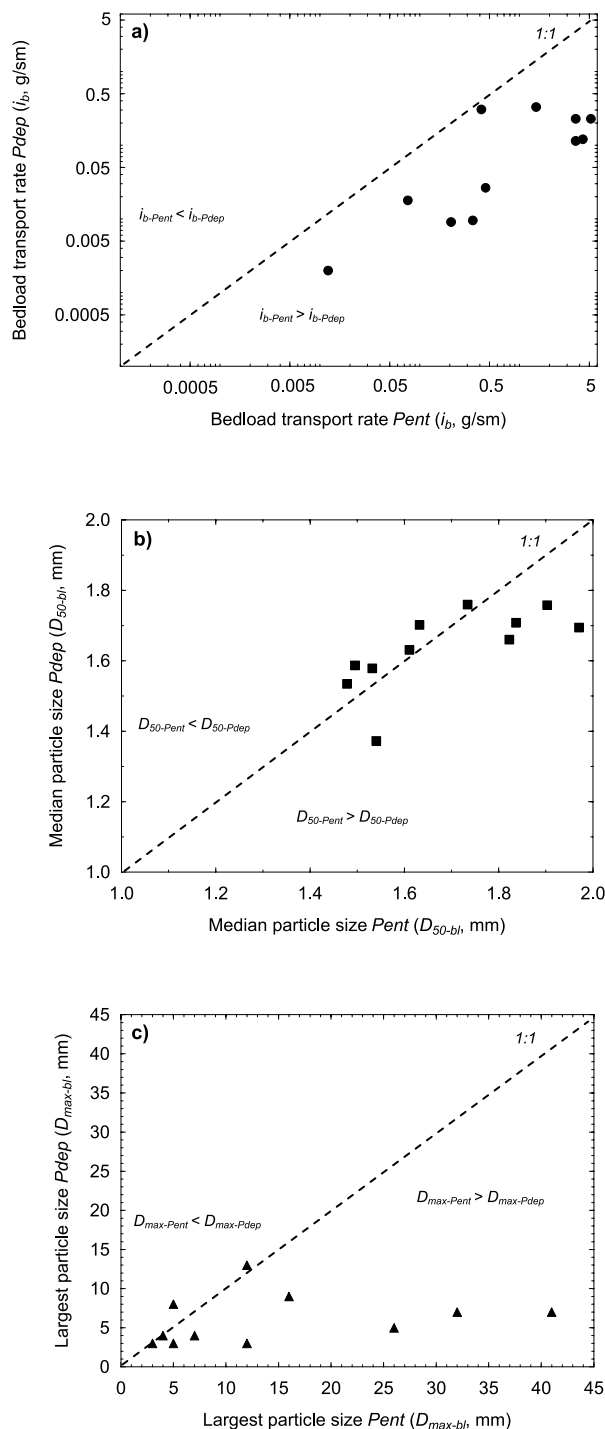 a)
1:1
5
0.5
0.05
0.005
0.0005
Bedload transport rate Pdep (ib, g/sm)
ib-Pent < ib-Pdep
ib-Pent > ib-Pdep
0.0005 0.005 0.05 0.5 5
Bedload transport rate Pent (ib, g/sm)
b)
1:1
2.0
1.8
1.6
1.4
1.2
1.0
Median particle size Pdep (D50-bl, mm)
D50-Pent < D50-Pdep
D50-Pent > D50-Pdep
1.0 1.2 1.4 1.6 1.8 2.0
Median particle size Pent (D50-bl, mm)
c)
1:1
45
40
35
30
25
20
15
10
5
0
Largest particle size Pdep (Dmax-bl, mm)
Dmax-Pent > Dmax-Pdep
Dmax-Pent < Dmax-Pdep
0 5 10 15 20 25 30 35 40 45
Largest particle size Pent (Dmax-bl, mm)